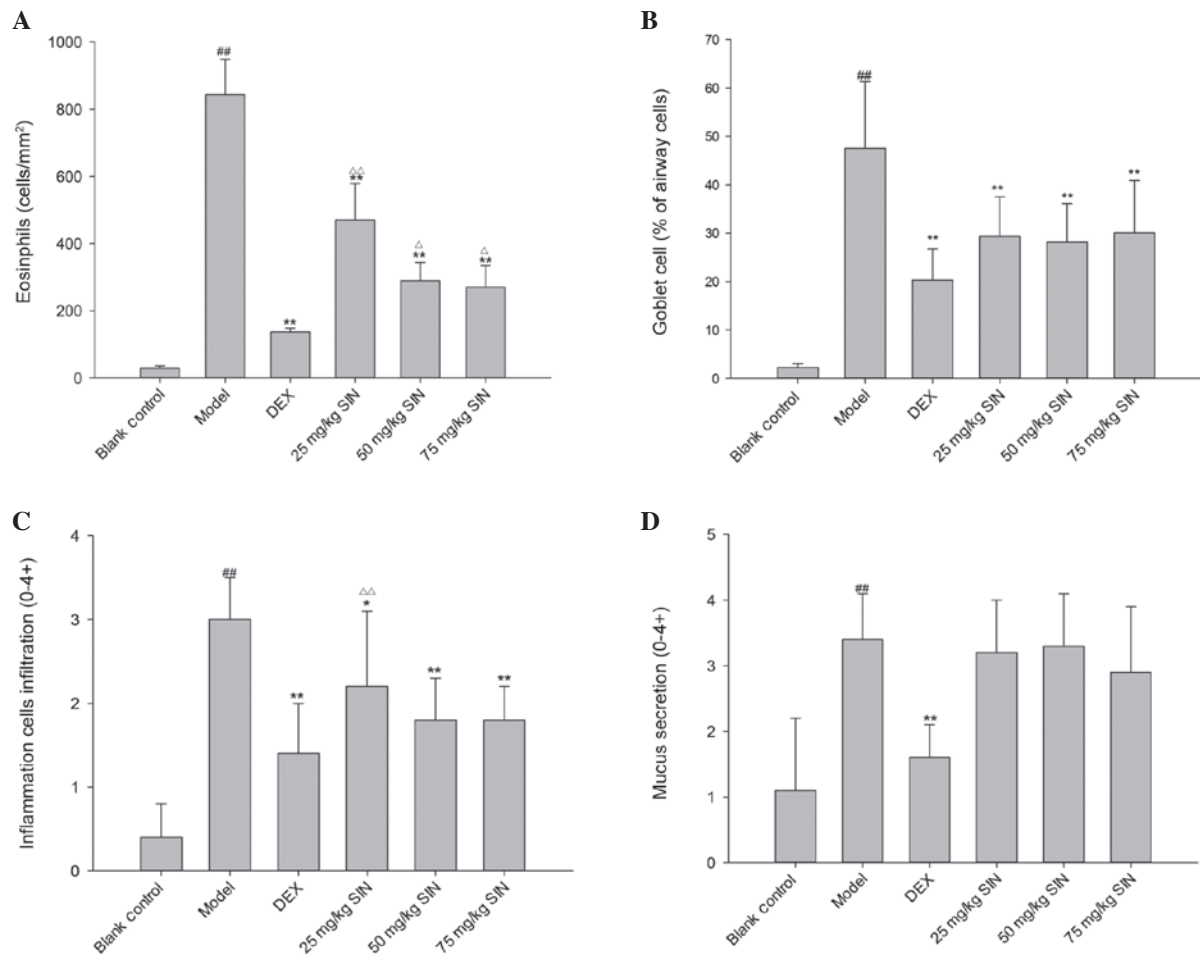 A
Eosinphils (cells/mm²)
1000
800
600
400
200
0
##
**
△△
**
△
**
△
**
Blank control
Model
DEX
25 mg/kg SIN
50 mg/kg SIN
75 mg/kg SIN
B
Goblet cell (% of airway cells)
70
60
50
40
30
20
10
0
##
**
**
**
**
Blank control
Model
DEX
25 mg/kg SIN
50 mg/kg SIN
75 mg/kg SIN
C
Inflammation cells infiltration (0-4+)
4
3
2
1
0
##
**
△△
*
**
**
Blank control
Model
DEX
25 mg/kg SIN
50 mg/kg SIN
75 mg/kg SIN
D
Mucus secretion (0-4+)
5
4
3
2
1
0
##
**
Blank control
Model
DEX
25 mg/kg SIN
50 mg/kg SIN
75 mg/kg SIN